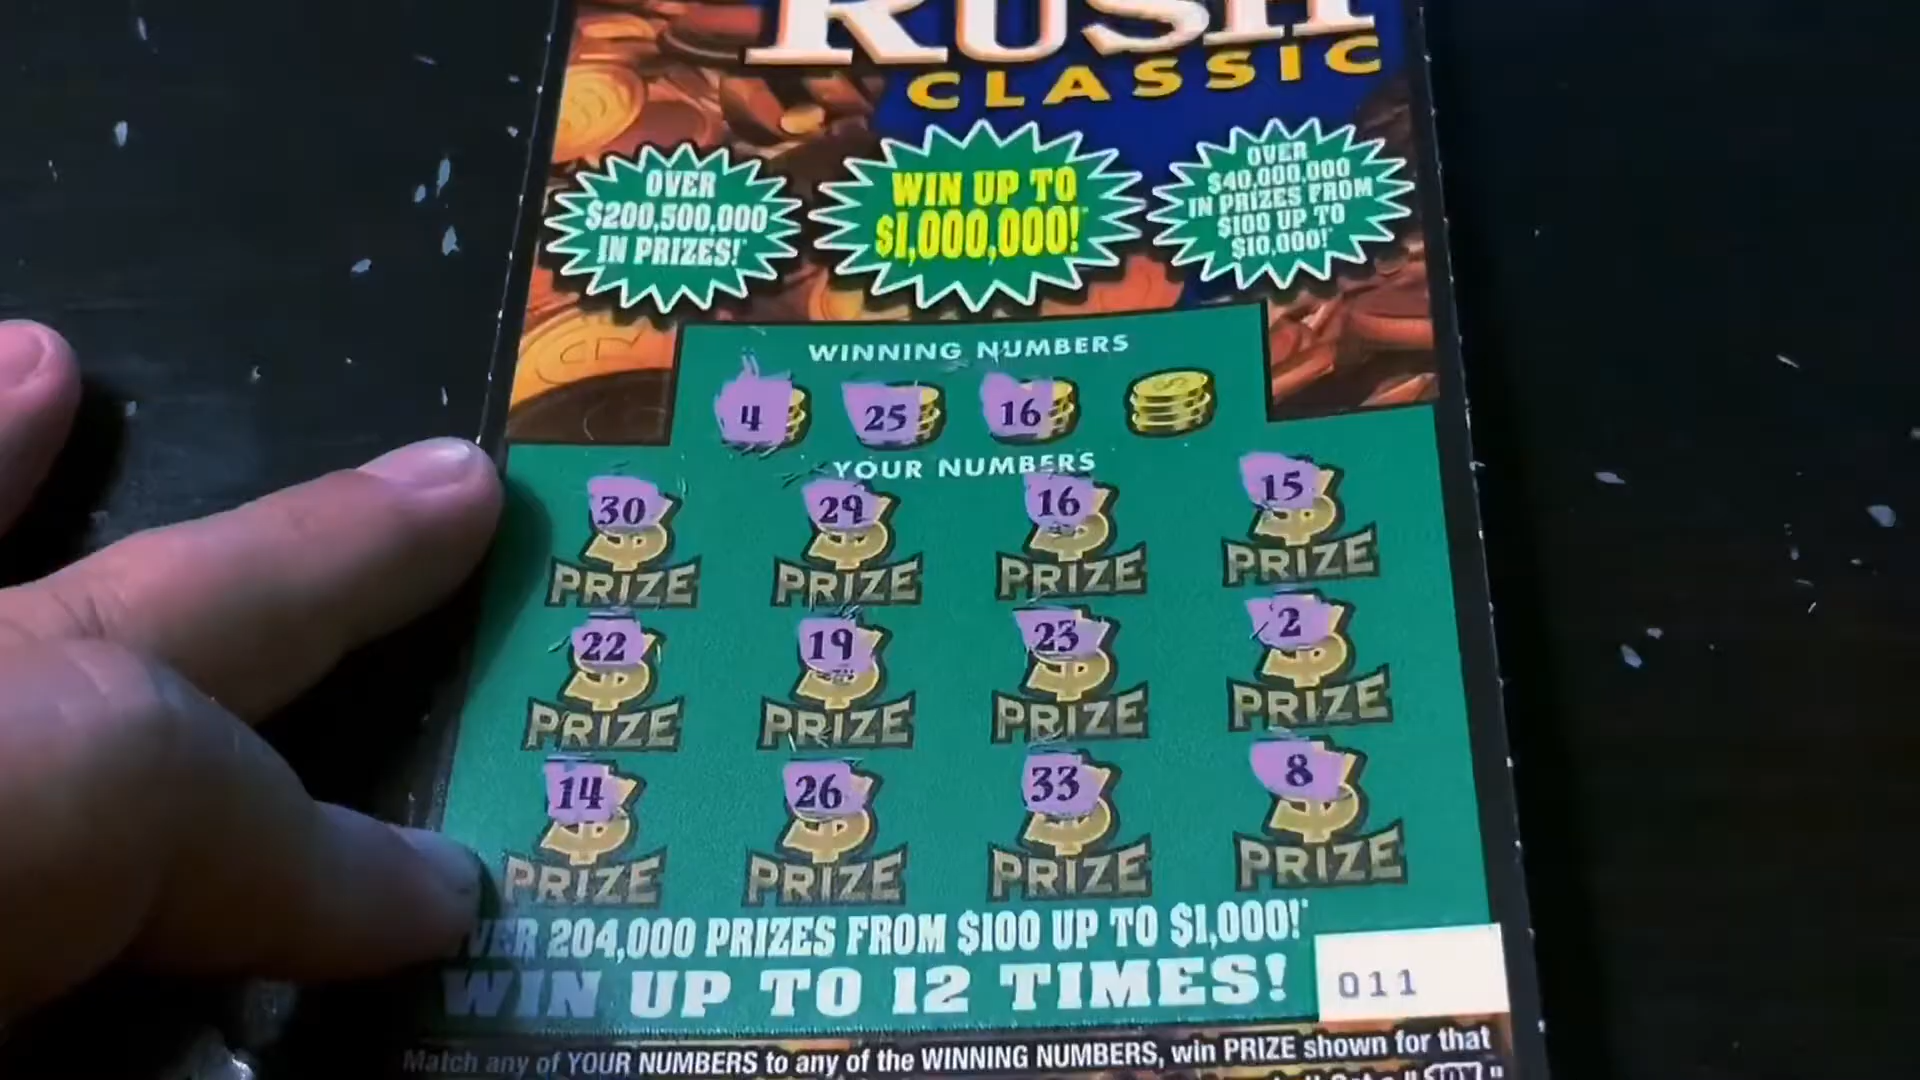 RUSH
CLASSIC
OVER
$200,500,000
IN PRIZES!*
WIN UP TO
$1,000,000!*
OVER
$40,000,000
IN PRIZES FROM
$100 UP TO
$10,000!*
WINNING NUMBERS
4 25 16
YOUR NUMBERS
30 29 16 15
PRIZE PRIZE PRIZE PRIZE
22 19 23 2
PRIZE PRIZE PRIZE PRIZE
14 26 33 8
PRIZE PRIZE PRIZE PRIZE
VER 204,000 PRIZES FROM $100 UP TO $1,000!*
WIN UP TO 12 TIMES!
011
Match any of YOUR NUMBERS to any of the WINNING NUMBERS, win PRIZE shown for that